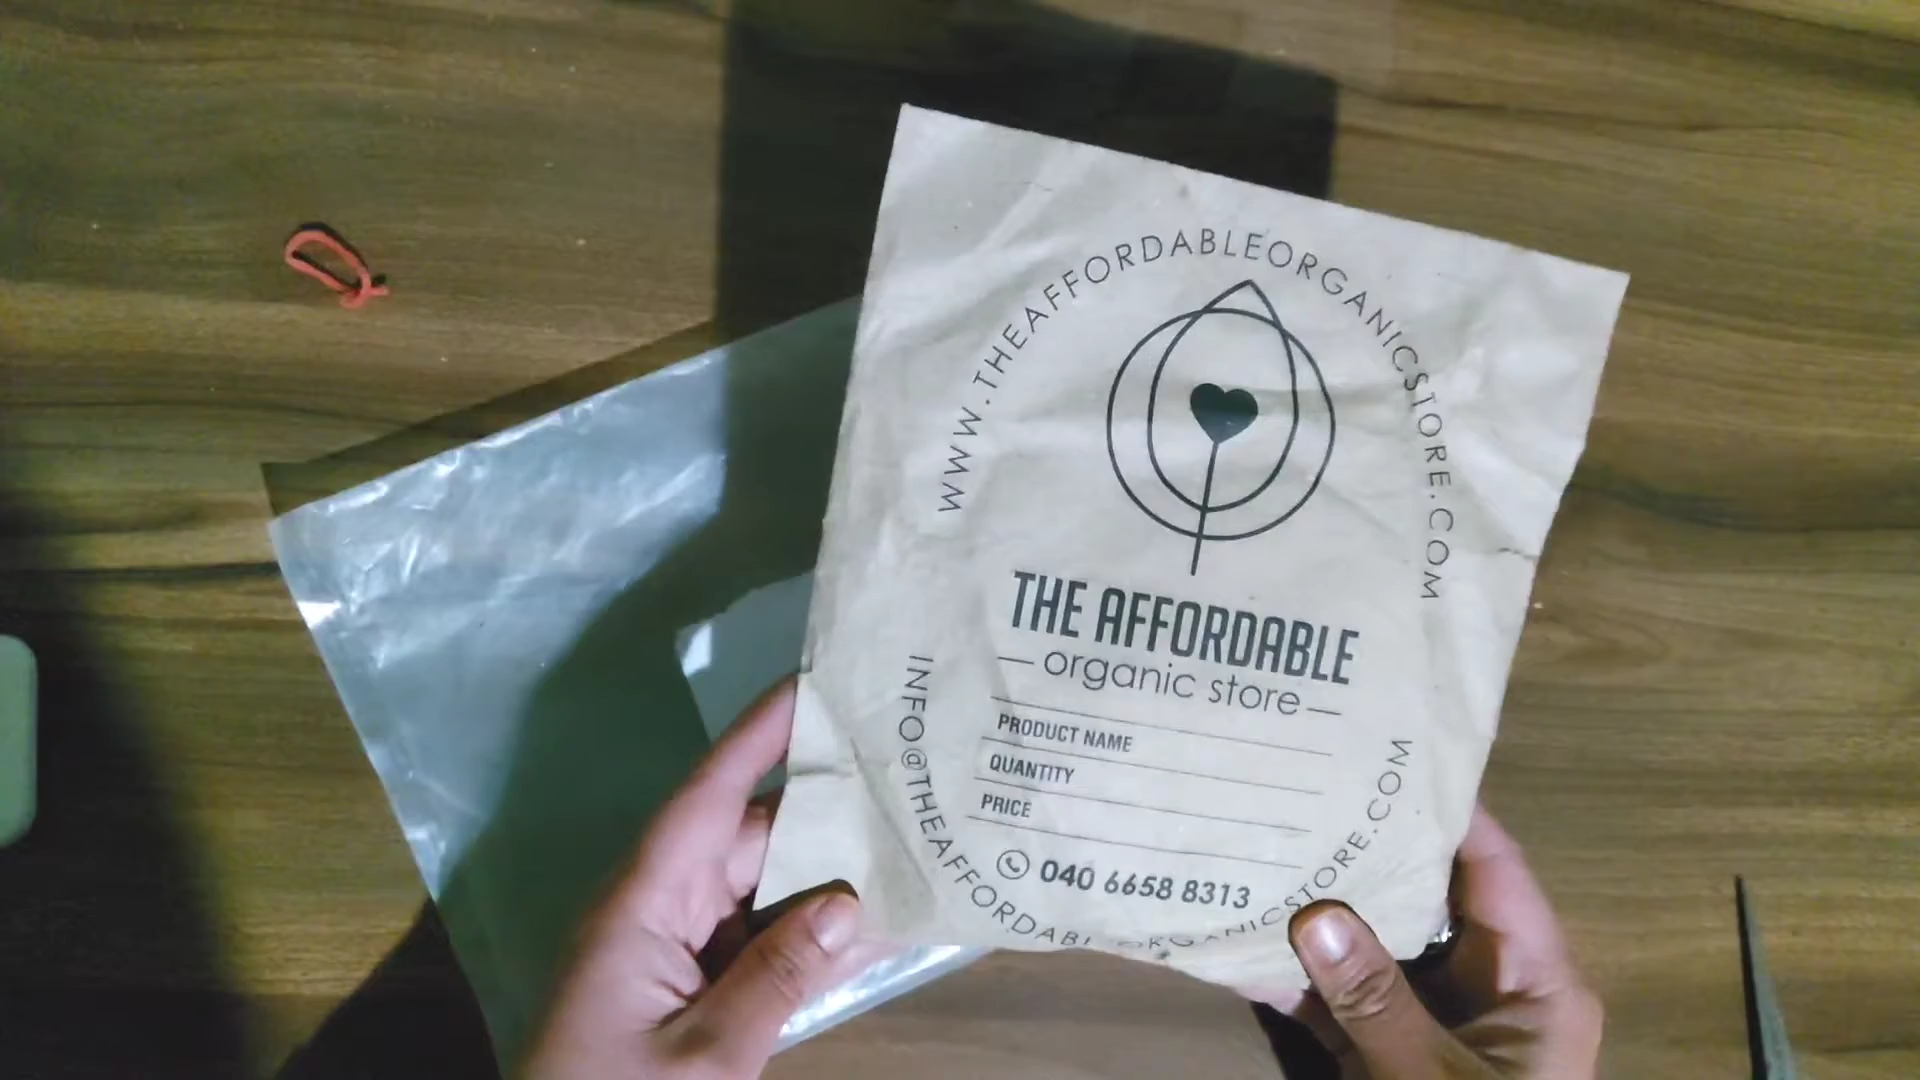 WWW.THEAFFORDABLEORGANICSTORE.COM
THE AFFORDABLE
organic store
PRODUCT NAME
QUANTITY
PRICE
040 6658 8313
INFO@THEAFFORDABLEORGANICSTORE.COM